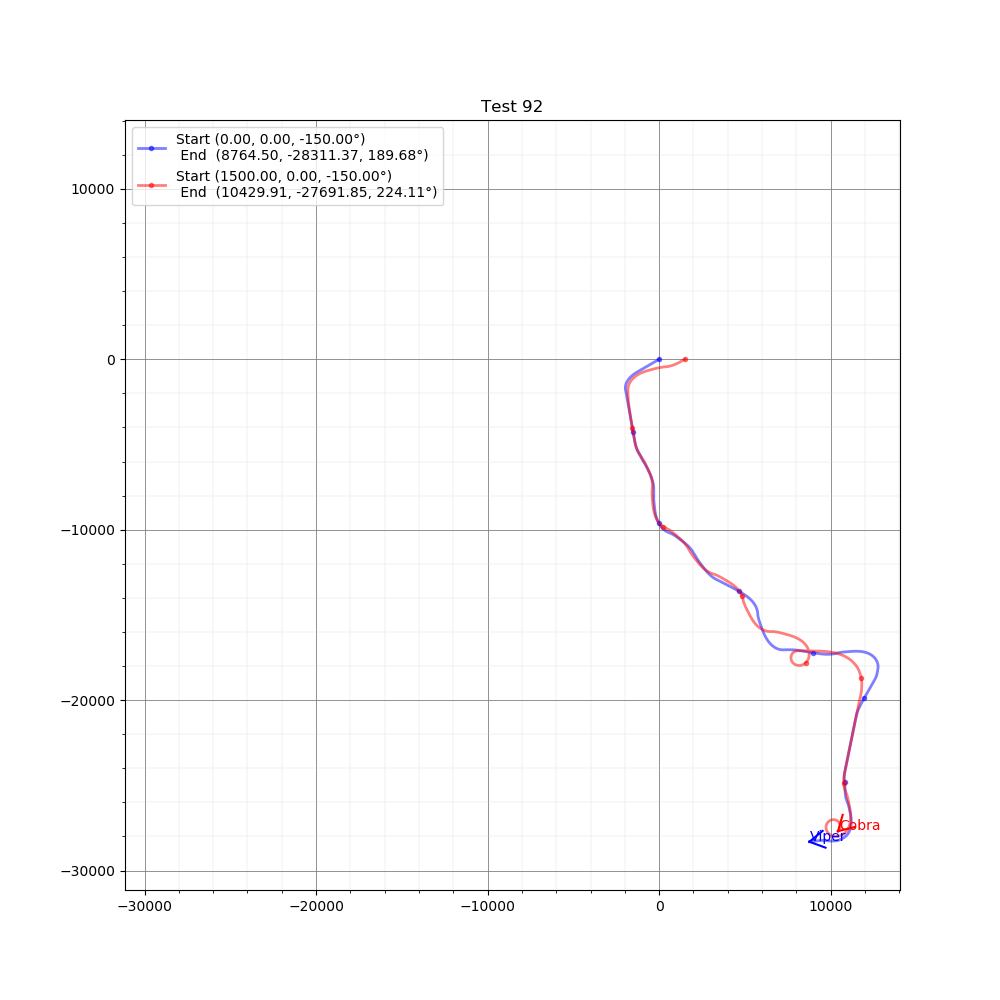 Test 92
Start (0.00, 0.00, -150.00°)
End  (8764.50, -28311.37, 189.68°)
Start (1500.00, 0.00, -150.00°)
End  (10429.91, -27691.85, 224.11°)
10000
0
−10000
−20000
−30000
Cobra
Viper
−30000
−20000
−10000
0
10000